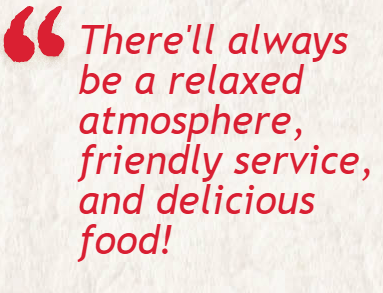 “ There'll always
be a relaxed
atmosphere,
friendly service,
and delicious
food!